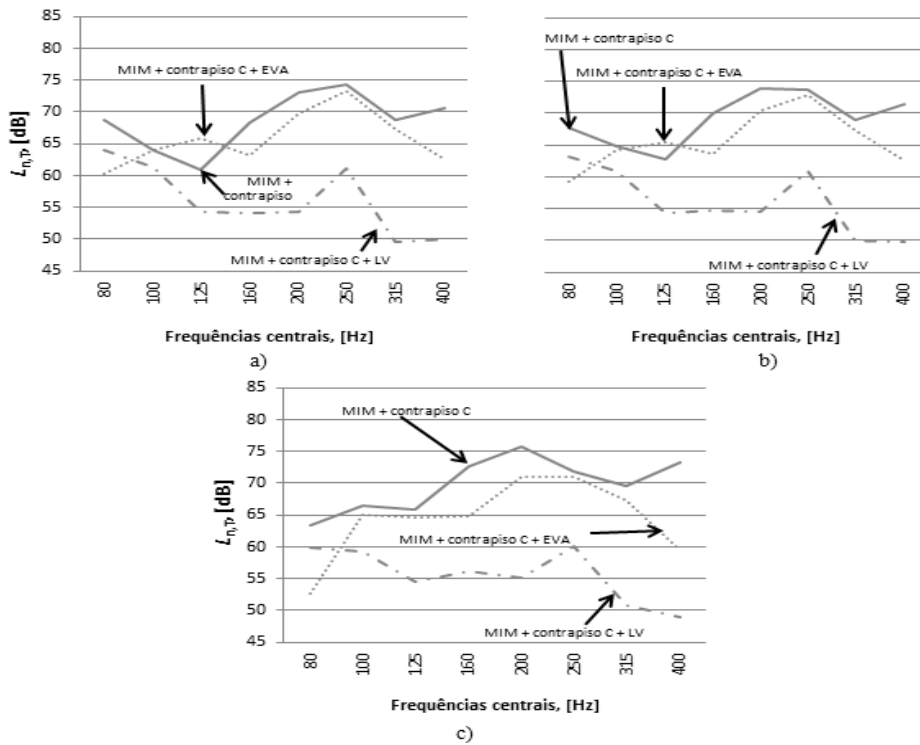 85
80
75
70
65
60
55
50
45
Ln,T, [dB]
MIM + contrapiso C + EVA
MIM +
contrapiso
MIM + contrapiso C + LV
80
100
125
160
200
250
315
400
Frequências centrais, [Hz]
a)
MIM + contrapiso C
MIM + contrapiso C + EVA
MIM + contrapiso C + LV
80
100
125
160
200
250
315
400
Frequências centrais, [Hz]
b)
85
80
75
70
65
60
55
50
45
Ln,T, [dB]
MIM + contrapiso C
MIM + contrapiso C + EVA
MIM + contrapiso C + LV
80
100
125
160
200
250
315
400
Frequências centrais, [Hz]
c)